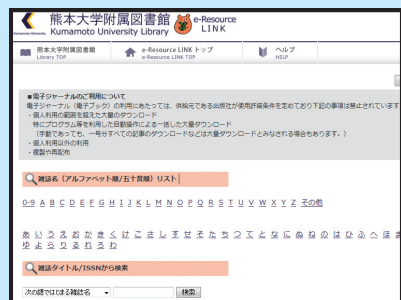 熊本大学附属図書館 e-Resource
Kumamoto University Library LINK
Kumamoto University
熊本大学附属図書館
Library TOP
e-Resource LINK トップ
e-Resource LINK TOP
ヘルプ
HELP
■電子ジャーナルのご利用について
電子ジャーナル（電子ブック）の利用にあたっては、供給元である出版社が使用許諾条件を定めており下記の事項は禁止されています
・個人利用の範囲を超えた大量のダウンロード
特にプログラム等を利用した自動操作による一括した大量ダウンロード
（手動であっても、一号分すべての記事のダウンロードなどは大量ダウンロードとみなされる場合もあります。）
・個人利用以外の利用
・複製や再配布
雑誌名（アルファベット順/五十音順）リスト
0-9 A B C D E F G H I J K L M N O P Q R S T U V W X Y Z その他
あ い う え お か き く け こ さ し す せ そ た ち つ て と な に ぬ ね の は ひ ふ へ ほ ま
ゆ よ ら り る れ ろ わ
雑誌タイトル/ISSNから検索
次の語ではじまる雑誌名 検索